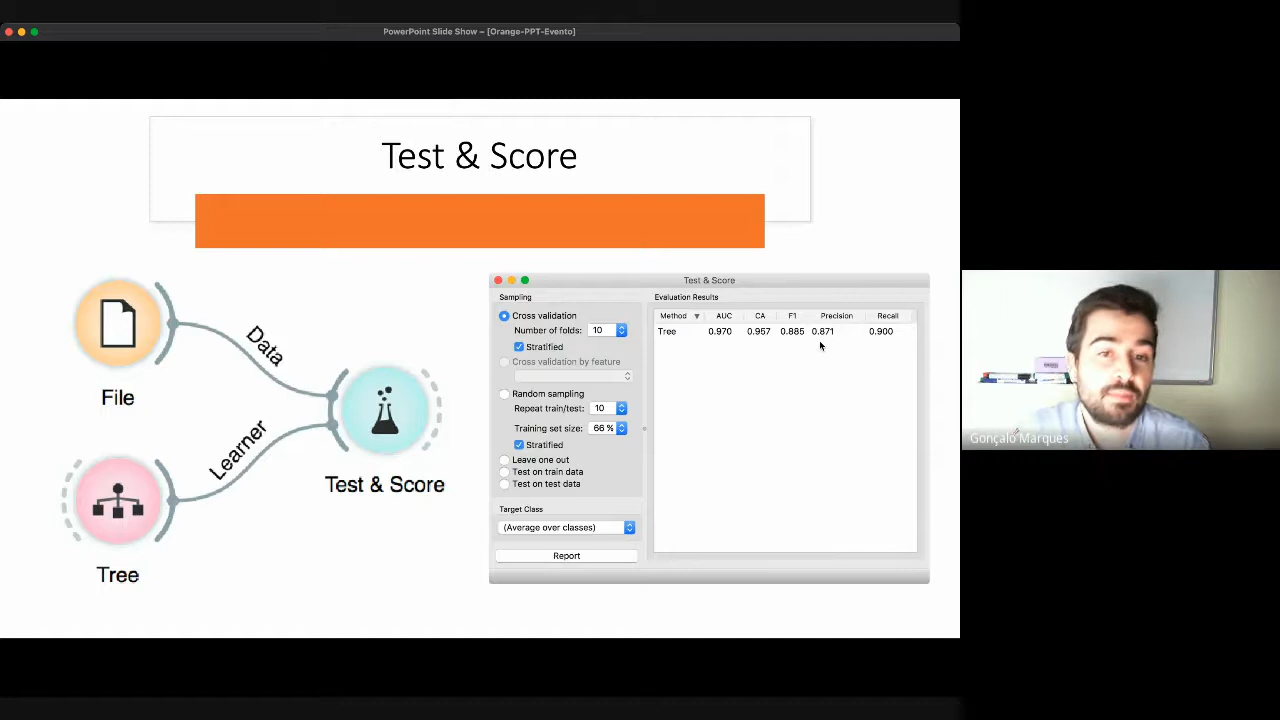 PowerPoint Slide Show – [Orange-PPT-Evento]
Test & Score
File
Data
Learner
Tree
Test & Score
Test & Score
Sampling
Cross validation
Number of folds: 10
Stratified
Cross validation by feature
Random sampling
Repeat train/test: 10
Training set size: 66 %
Stratified
Leave one out
Test on train data
Test on test data
Target Class
(Average over classes)
Report
Evaluation Results
Method AUC CA F1 Precision Recall
Tree 0.970 0.957 0.885 0.871 0.900
Gonçalo Marques